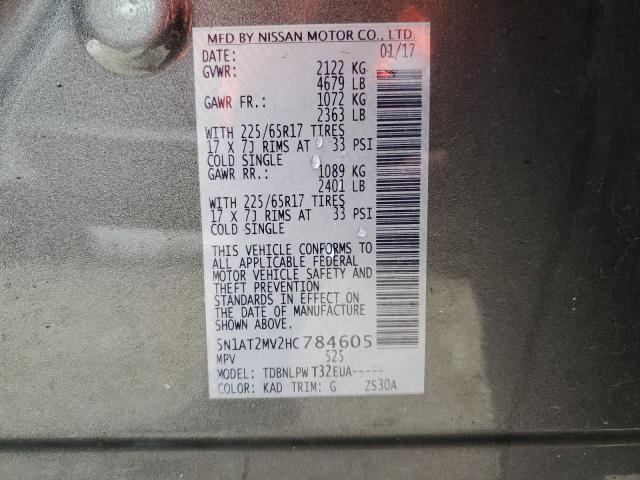 MFD BY NISSAN MOTOR CO., LTD.
DATE: 01/17
GVWR: 2122 KG
4679 LB
GAWR FR.: 1072 KG
2363 LB
WITH 225/65R17 TIRES
17 X 7J RIMS AT 33 PSI
COLD SINGLE
GAWR RR.: 1089 KG
2401 LB
WITH 225/65R17 TIRES
17 X 7J RIMS AT 33 PSI
COLD SINGLE
THIS VEHICLE CONFORMS TO
ALL APPLICABLE FEDERAL
MOTOR VEHICLE SAFETY AND
THEFT PREVENTION
STANDARDS IN EFFECT ON
THE DATE OF MANUFACTURE
SHOWN ABOVE.
5N1AT2MV2HC784605
MPV 525
MODEL: TDBNLPW T32EUA-----
COLOR: KAD TRIM: G ZS30A